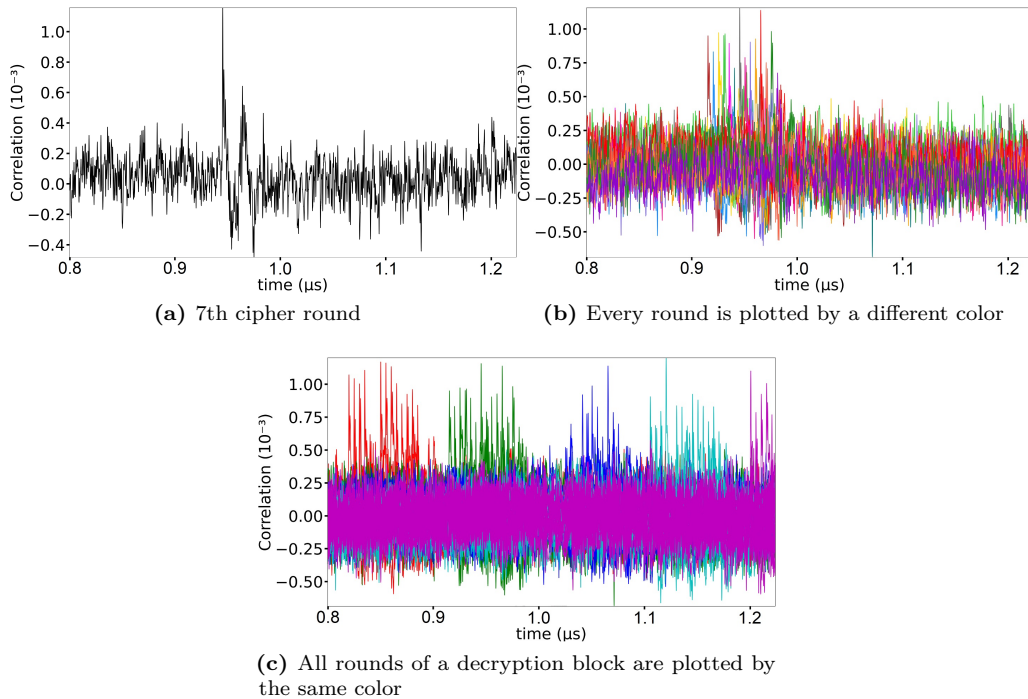 1.0
0.8
0.6
0.4
0.2
0.0
−0.2
−0.4
Correlation (10⁻³)
0.8 0.9 1.0 1.1 1.2
time (µs)
(a) 7th cipher round
1.00
0.75
0.50
0.25
0.00
−0.25
−0.50
Correlation (10⁻³)
0.8 0.9 1.0 1.1 1.2
time (µs)
(b) Every round is plotted by a different color
1.00
0.75
0.50
0.25
0.00
−0.25
−0.50
Correlation (10⁻³)
0.8 0.9 1.0 1.1 1.2
time (µs)
(c) All rounds of a decryption block are plotted by
the same color